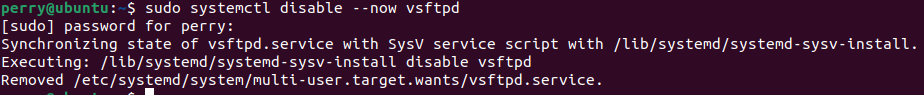 perry@ubuntu:~$ sudo systemctl disable --now vsftpd
[sudo] password for perry:
Synchronizing state of vsftpd.service with SysV service script with /lib/systemd/systemd-sysv-install.
Executing: /lib/systemd/systemd-sysv-install disable vsftpd
Removed /etc/systemd/system/multi-user.target.wants/vsftpd.service.
perry@ubuntu:~$